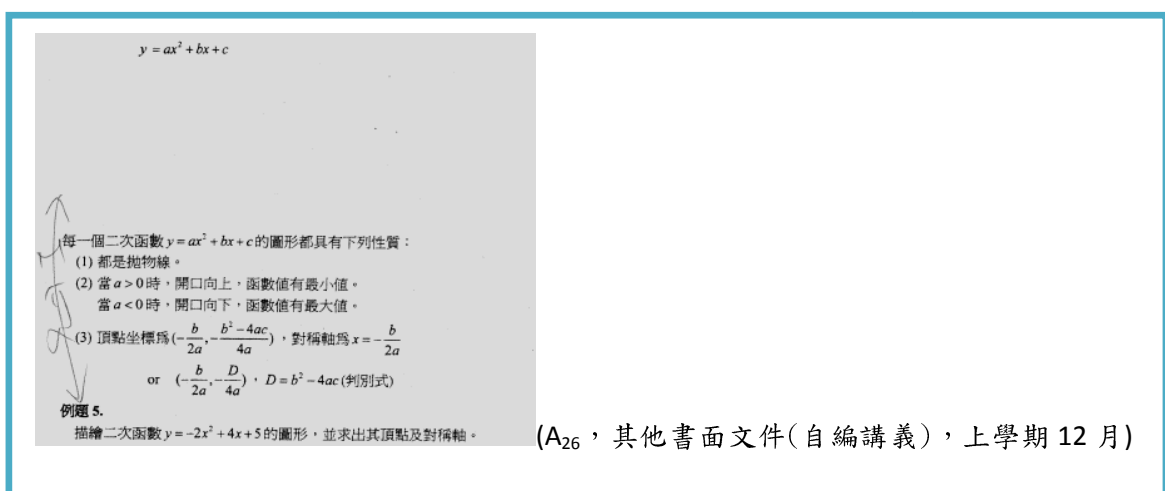 y = ax² + bx + c
每一個二次函數 y = ax² + bx + c 的圖形都具有下列性質：
(1) 都是拋物線。
(2) 當 a > 0 時，開口向上，函數值有最小值。
當 a < 0 時，開口向下，函數值有最大值。
(3) 頂點坐標為 (-b/2a, -(b² - 4ac)/4a)，對稱軸為 x = -b/2a
or (-b/2a, -D/4a)，D = b² - 4ac (判別式)
例題 5.
描繪二次函數 y = -2x² + 4x + 5 的圖形，並求出其頂點及對稱軸。
(A₂₆，其他書面文件(自編講義)，上學期 12 月)